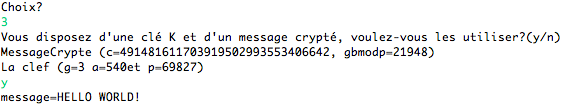 Choix?
3
Vous disposez d'une clé K et d'un message crypté, voulez-vous les utiliser?(y/n)
MessageCrypte (c=491481611703919502993553406642, gbmodp=21948)
La clef (g=3 a=540et p=69827)
y
message=HELLO WORLD!